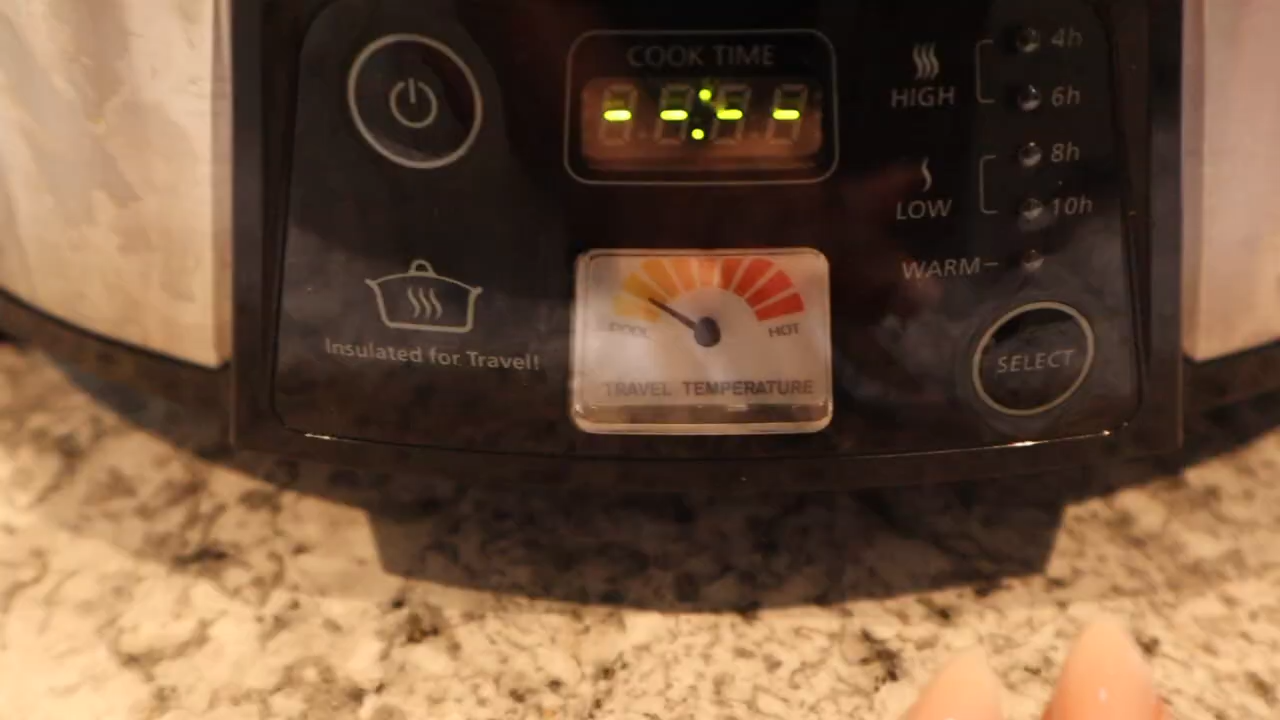 COOK TIME
--:--
HIGH
4h
6h
LOW
8h
10h
WARM
Insulated for Travel!
COOL
HOT
TRAVEL TEMPERATURE
SELECT